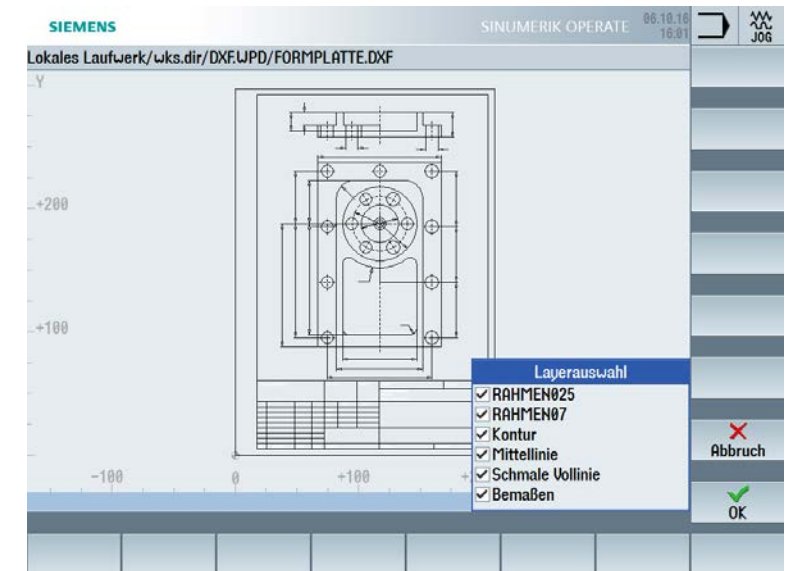 SIEMENS
SINUMERIK OPERATE
06.10.16
16:01
JOG
Lokales Laufwerk/wks.dir/DXF.WPD/FORMPLATTE.DXF
Y
+200
+100
-100
0
+100
Layerauswahl
RAHMEN025
RAHMEN07
Kontur
Mittellinie
Schmale Vollinie
Bemaßen
Abbruch
OK